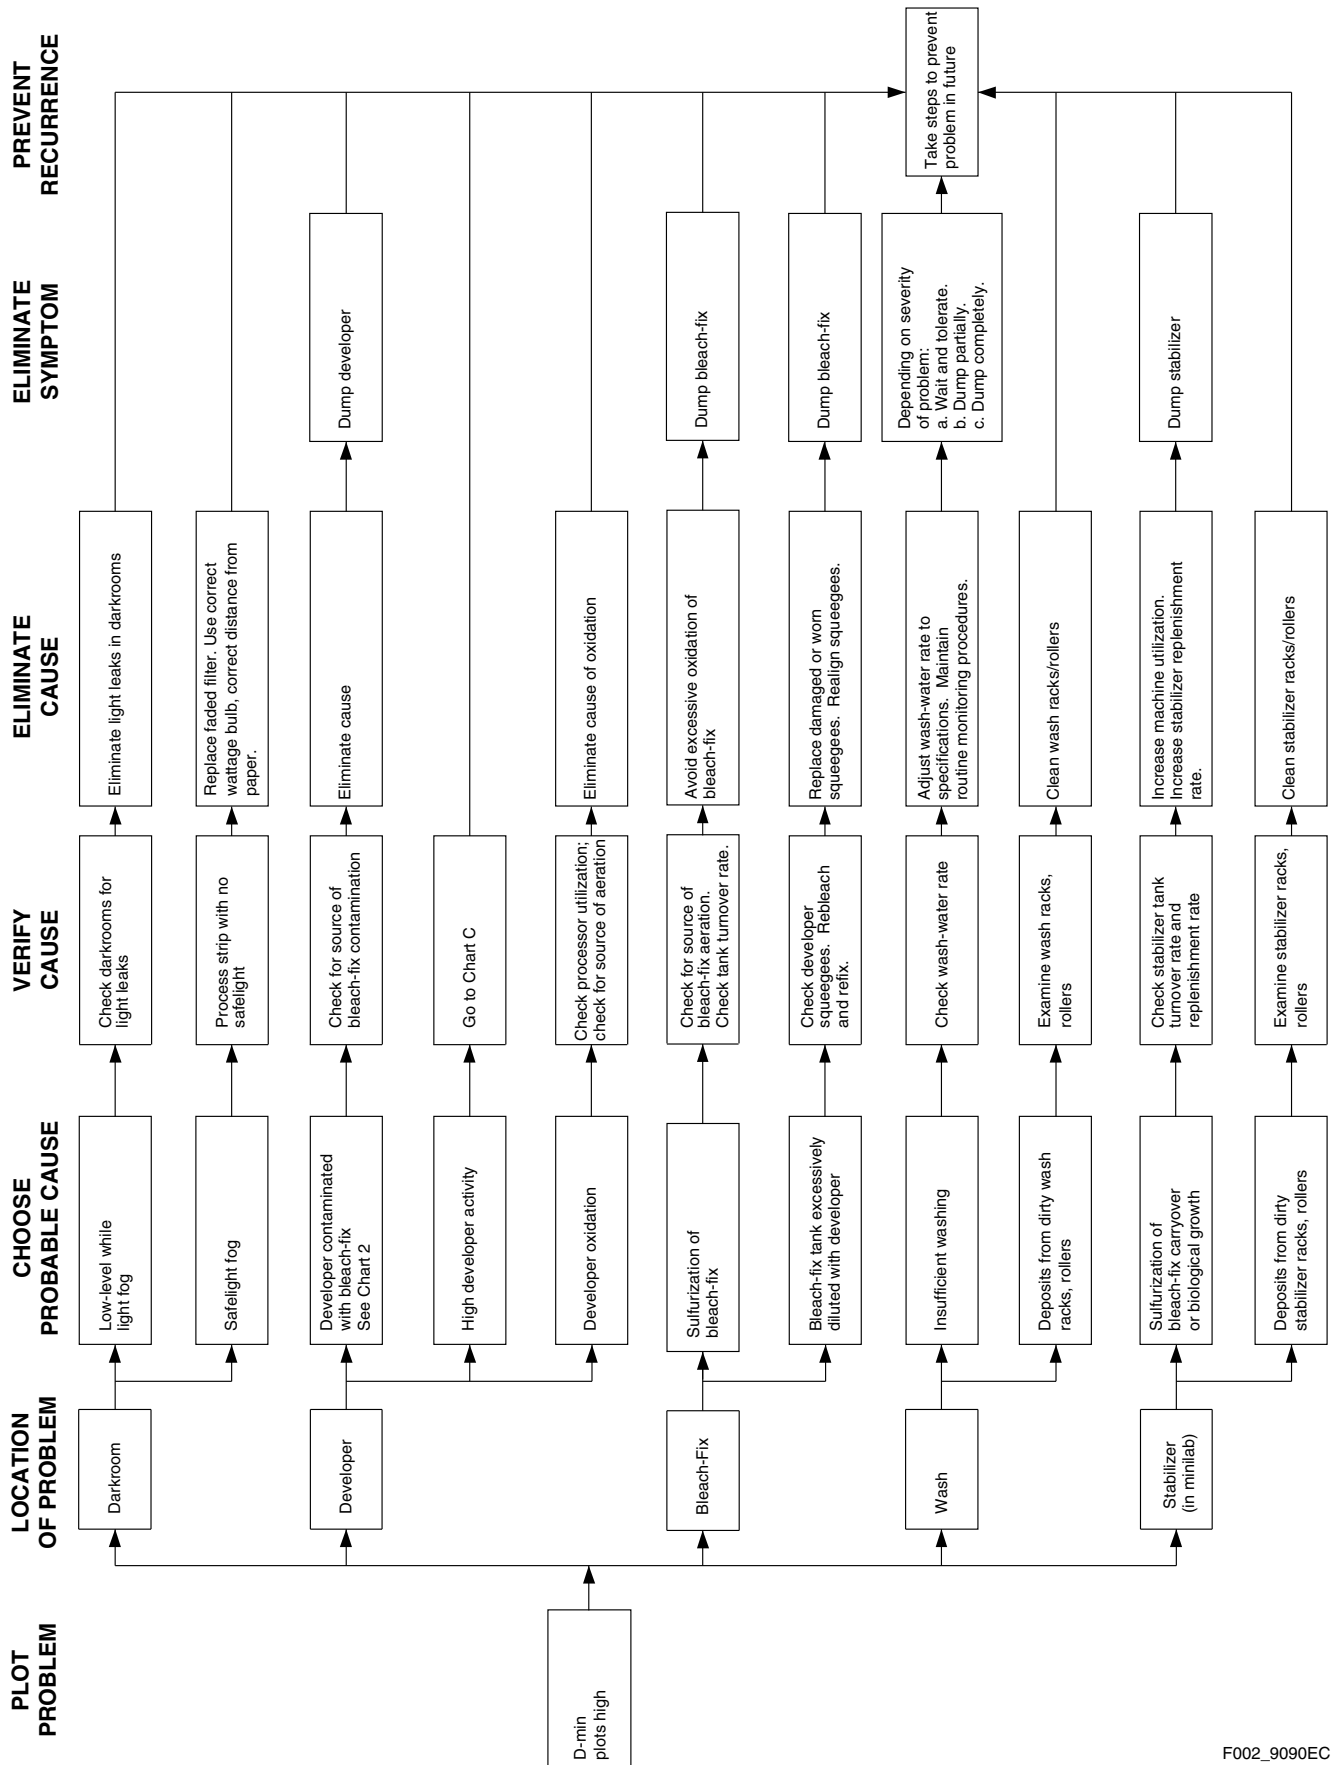 PLOT
PROBLEM
LOCATION
OF PROBLEM
CHOOSE
PROBABLE CAUSE
VERIFY
CAUSE
ELIMINATE
CAUSE
ELIMINATE
SYMPTOM
PREVENT
RECURRENCE
D-min
plots high
Darkroom
Low-level while
light fog
Check darkrooms for
light leaks
Eliminate light leaks in darkrooms
Safelight fog
Process strip with no
safelight
Replace faded filter. Use correct
wattage bulb, correct distance from
paper.
Developer
Developer contaminated
with bleach-fix
See Chart 2
Check for source of
bleach-fix contamination
Eliminate cause
Dump developer
High developer activity
Go to Chart C
Developer oxidation
Check processor utilization;
check for source of aeration
Eliminate cause of oxidation
Bleach-Fix
Sulfurization of
bleach-fix
Check for source of
bleach-fix aeration.
Check tank turnover rate.
Avoid excessive oxidation of
bleach-fix
Dump bleach-fix
Bleach-fix tank excessively
diluted with developer
Check developer
squeegees. Rebleach
and refix.
Replace damaged or worn
squeegees. Realign squeegees.
Dump bleach-fix
Wash
Insufficient washing
Check wash-water rate
Adjust wash-water rate to
specifications. Maintain
routine monitoring procedures.
Depending on severity
of problem:
a. Wait and tolerate.
b. Dump partially.
c. Dump completely.
Take steps to prevent
problem in future
Deposits from dirty wash
racks, rollers
Examine wash racks,
rollers
Clean wash racks/rollers
Stabilizer
(in minilab)
Sulfurization of
bleach-fix carryover
or biological growth
Check stabilizer tank
turnover rate and
replenishment rate
Increase machine utilization.
Increase stabilizer replenishment
rate.
Dump stabilizer
Deposits from dirty
stabilizer racks, rollers
Examine stabilizer racks,
rollers
Clean stabilizer racks/rollers
F002_9090EC